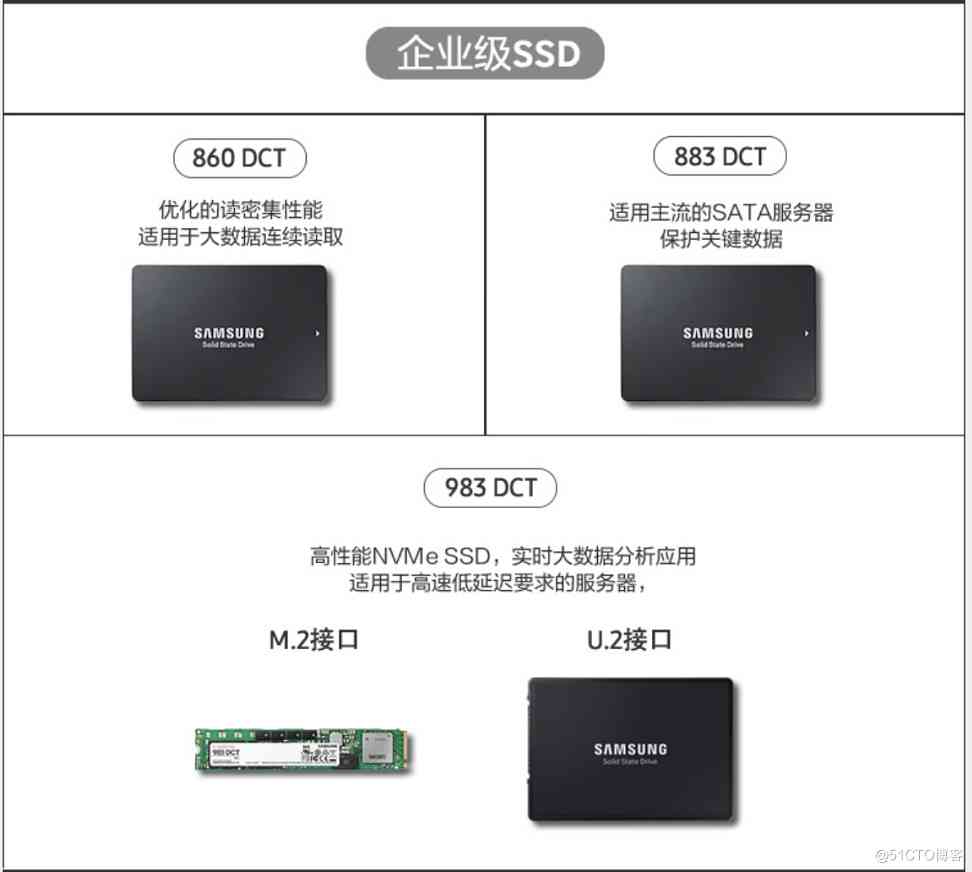 企业级SSD
860 DCT
优化的读密集性能
适用于大数据连续读取
SAMSUNG
Solid State Drive
883 DCT
适用主流的SATA服务器
保护关键数据
SAMSUNG
Solid State Drive
983 DCT
高性能NVMe SSD，实时大数据分析应用
适用于高速低延迟要求的服务器，
M.2接口
U.2接口
983 DCT
SAMSUNG
SAMSUNG
Solid State Drive
@51CTO博客